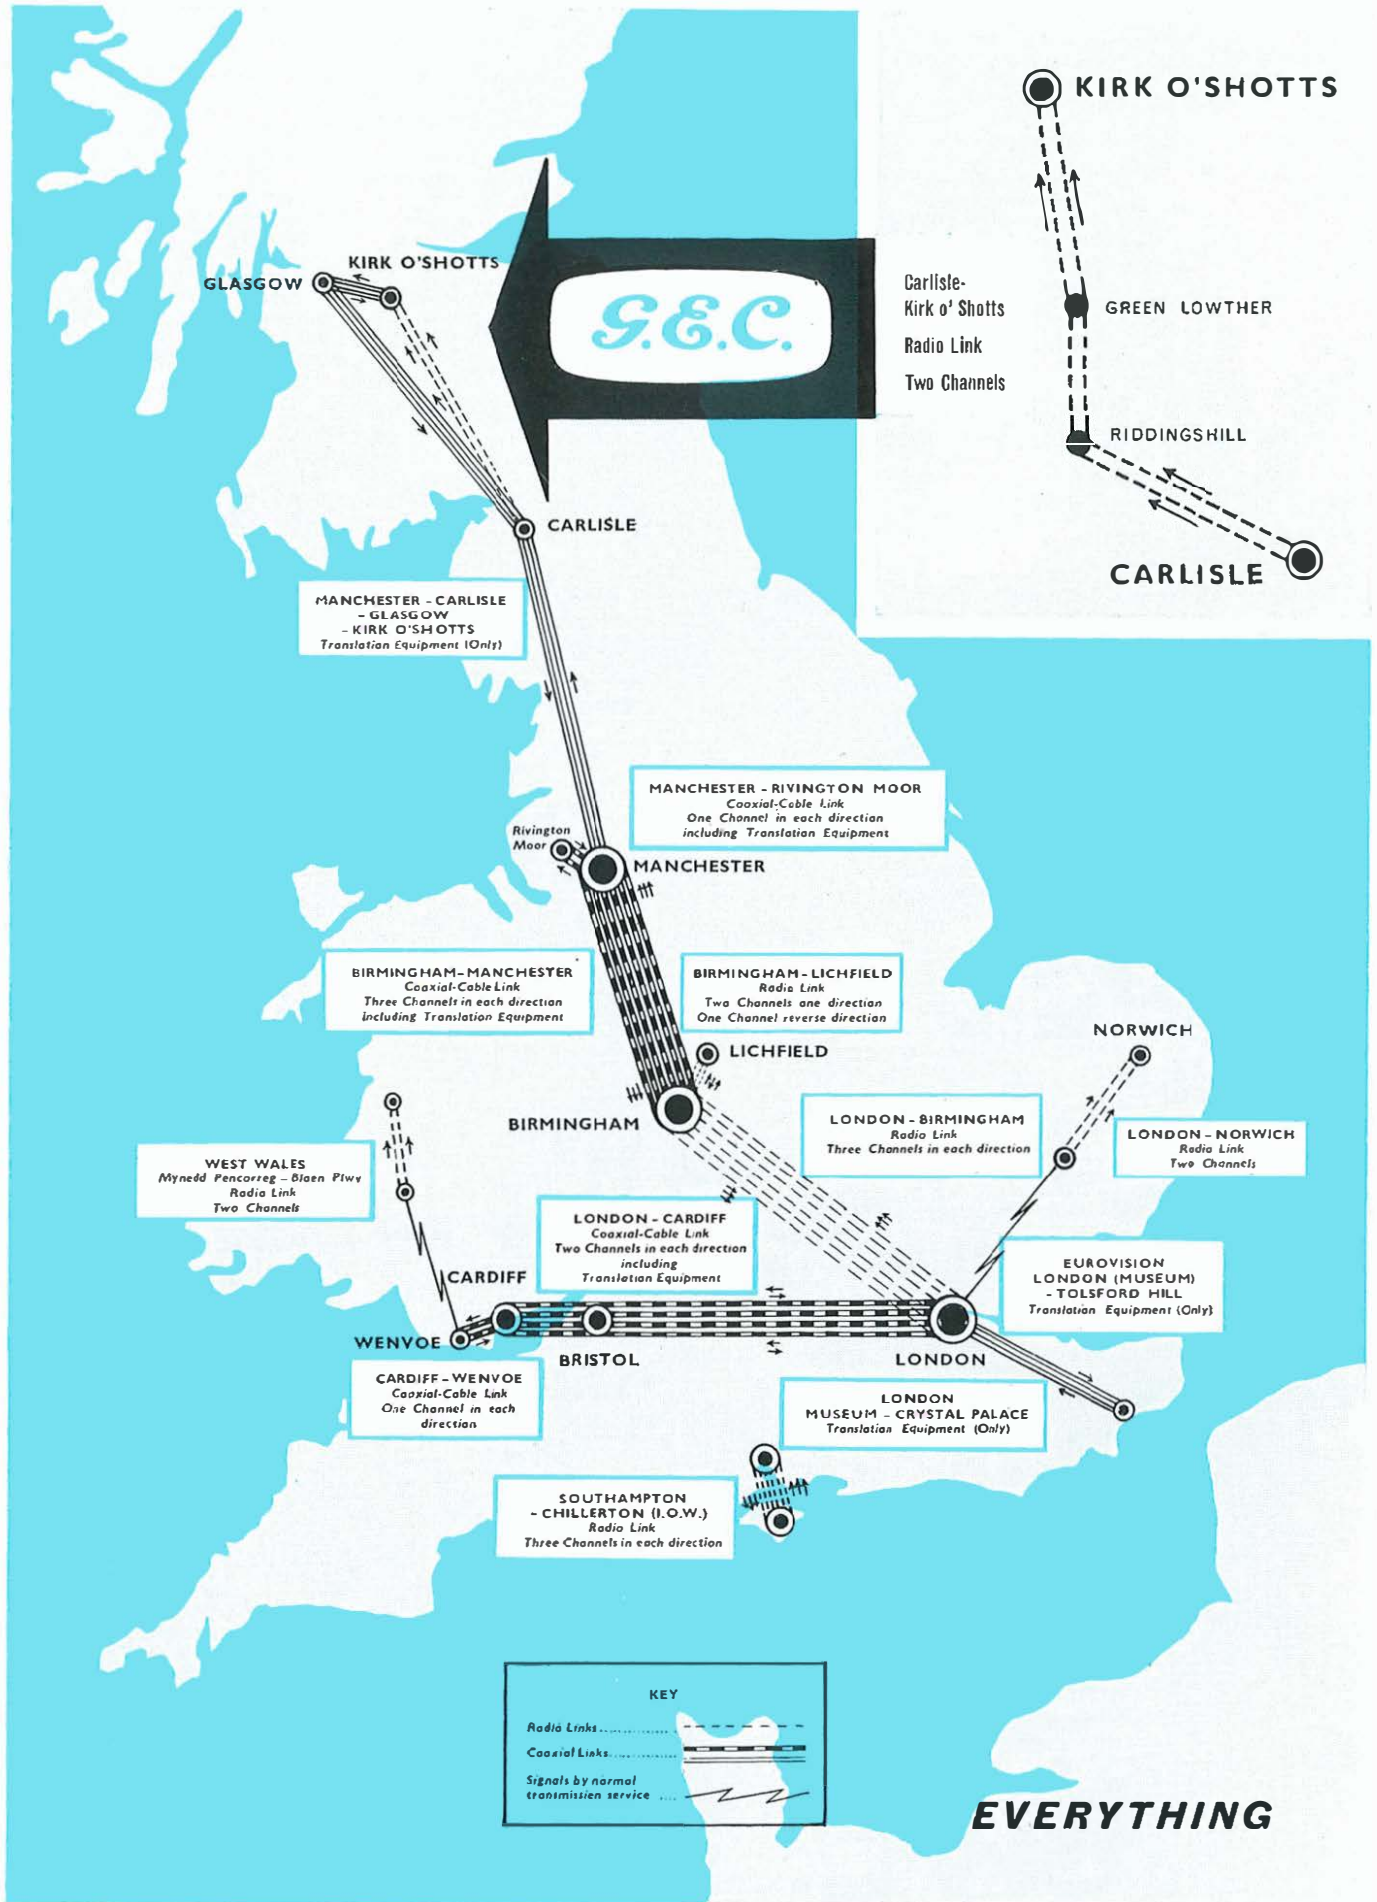 KIRK O'SHOTTS
GREEN LOWTHER
RIDDINGSHILL
CARLISLE
Carlisle-
Kirk o' Shotts
Radio Link
Two Channels
G.E.C.
KIRK O'SHOTTS
GLASGOW
CARLISLE
MANCHESTER - CARLISLE
- GLASGOW
- KIRK O'SHOTTS
Translation Equipment (Only)
MANCHESTER - RIVINGTON MOOR
Coaxial-Cable Link
One Channel in each direction
including Translation Equipment
Rivington
Moor
MANCHESTER
BIRMINGHAM-MANCHESTER
Coaxial-Cable Link
Three Channels in each direction
including Translation Equipment
BIRMINGHAM-LICHFIELD
Radio Link
Two Channels one direction
One Channel reverse direction
LICHFIELD
NORWICH
BIRMINGHAM
LONDON - BIRMINGHAM
Radio Link
Three Channels in each direction
LONDON - NORWICH
Radio Link
Two Channels
WEST WALES
Mynedd Pencarreg - Blaen Plwy
Radio Link
Two Channels
LONDON - CARDIFF
Coaxial-Cable Link
Two Channels in each direction
including
Translation Equipment
EUROVISION
LONDON (MUSEUM)
- TOLSFORD HILL
Translation Equipment (Only)
CARDIFF
WENVOE
BRISTOL
LONDON
CARDIFF-WENVOE
Coaxial-Cable Link
One Channel in each
direction
LONDON
MUSEUM - CRYSTAL PALACE
Translation Equipment (Only)
SOUTHAMPTON
- CHILLERTON (I.O.W.)
Radio Link
Three Channels in each direction
KEY
Radio Links
Coaxial Links
Signals by normal
transmission service
EVERYTHING